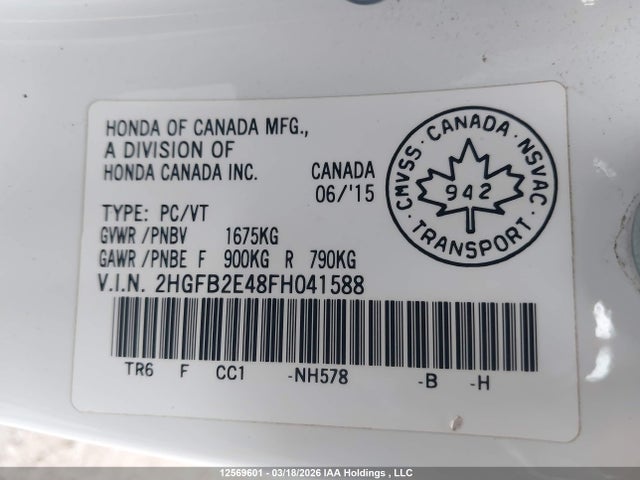 HONDA OF CANADA MFG.,
A DIVISION OF
HONDA CANADA INC.
CANADA
06/'15
TYPE: PC/VT
GVWR /PNBV 1675KG
GAWR /PNBE F 900KG R 790KG
V.I.N. 2HGFB2E48FH041588
TR6 F CC1 -NH578 -B -H
CMVSS · CANADA · NSVAC
942
· TRANSPORT ·
12569601 - 03/18/2026 IAA Holdings , LLC